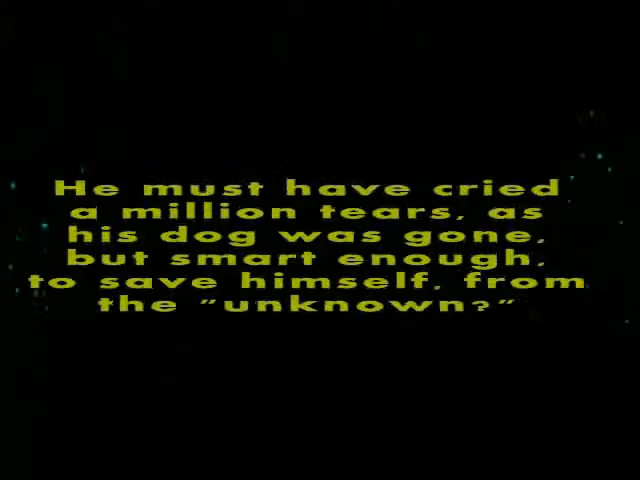 He must have cried
a million tears, as
his dog was gone,
but smart enough,
to save himself, from
the "unknown?"